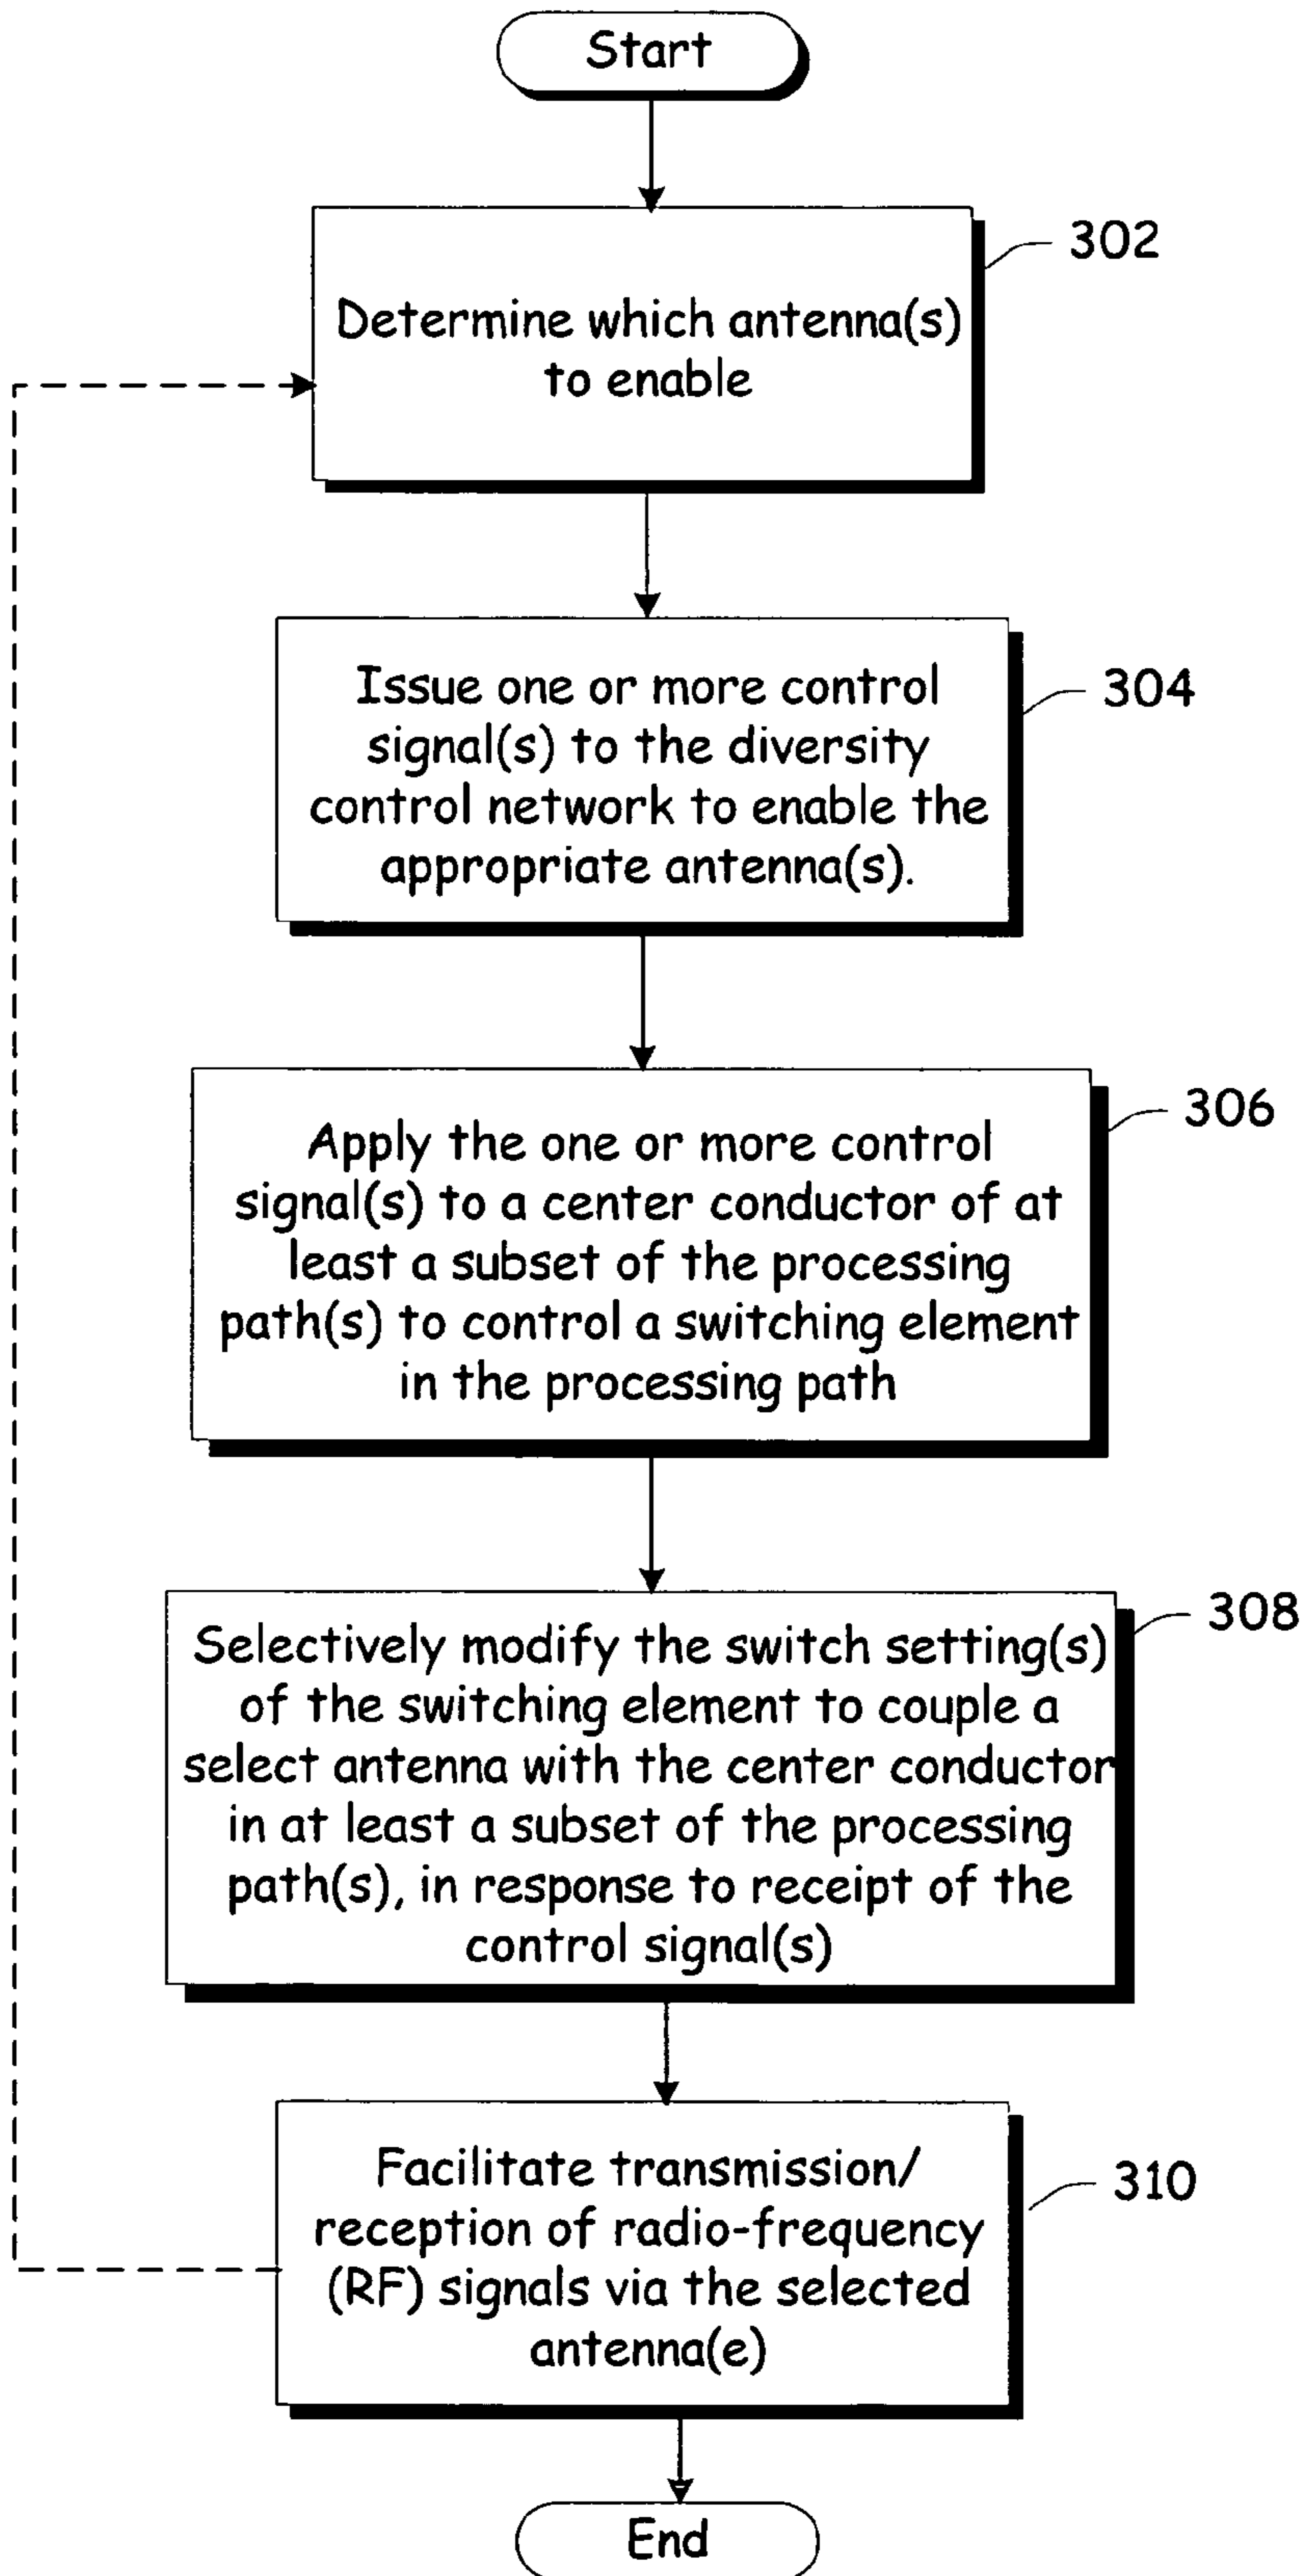 Start
302
Determine which antenna(s)
to enable
304
Issue one or more control
signal(s) to the diversity
control network to enable the
appropriate antenna(s).
306
Apply the one or more control
signal(s) to a center conductor of at
least a subset of the processing
path(s) to control a switching element
in the processing path
308
Selectively modify the switch setting(s)
of the switching element to couple a
select antenna with the center conductor
in at least a subset of the processing
path(s), in response to receipt of the
control signal(s)
310
Facilitate transmission/
reception of radio-frequency
(RF) signals via the selected
antenna(e)
End